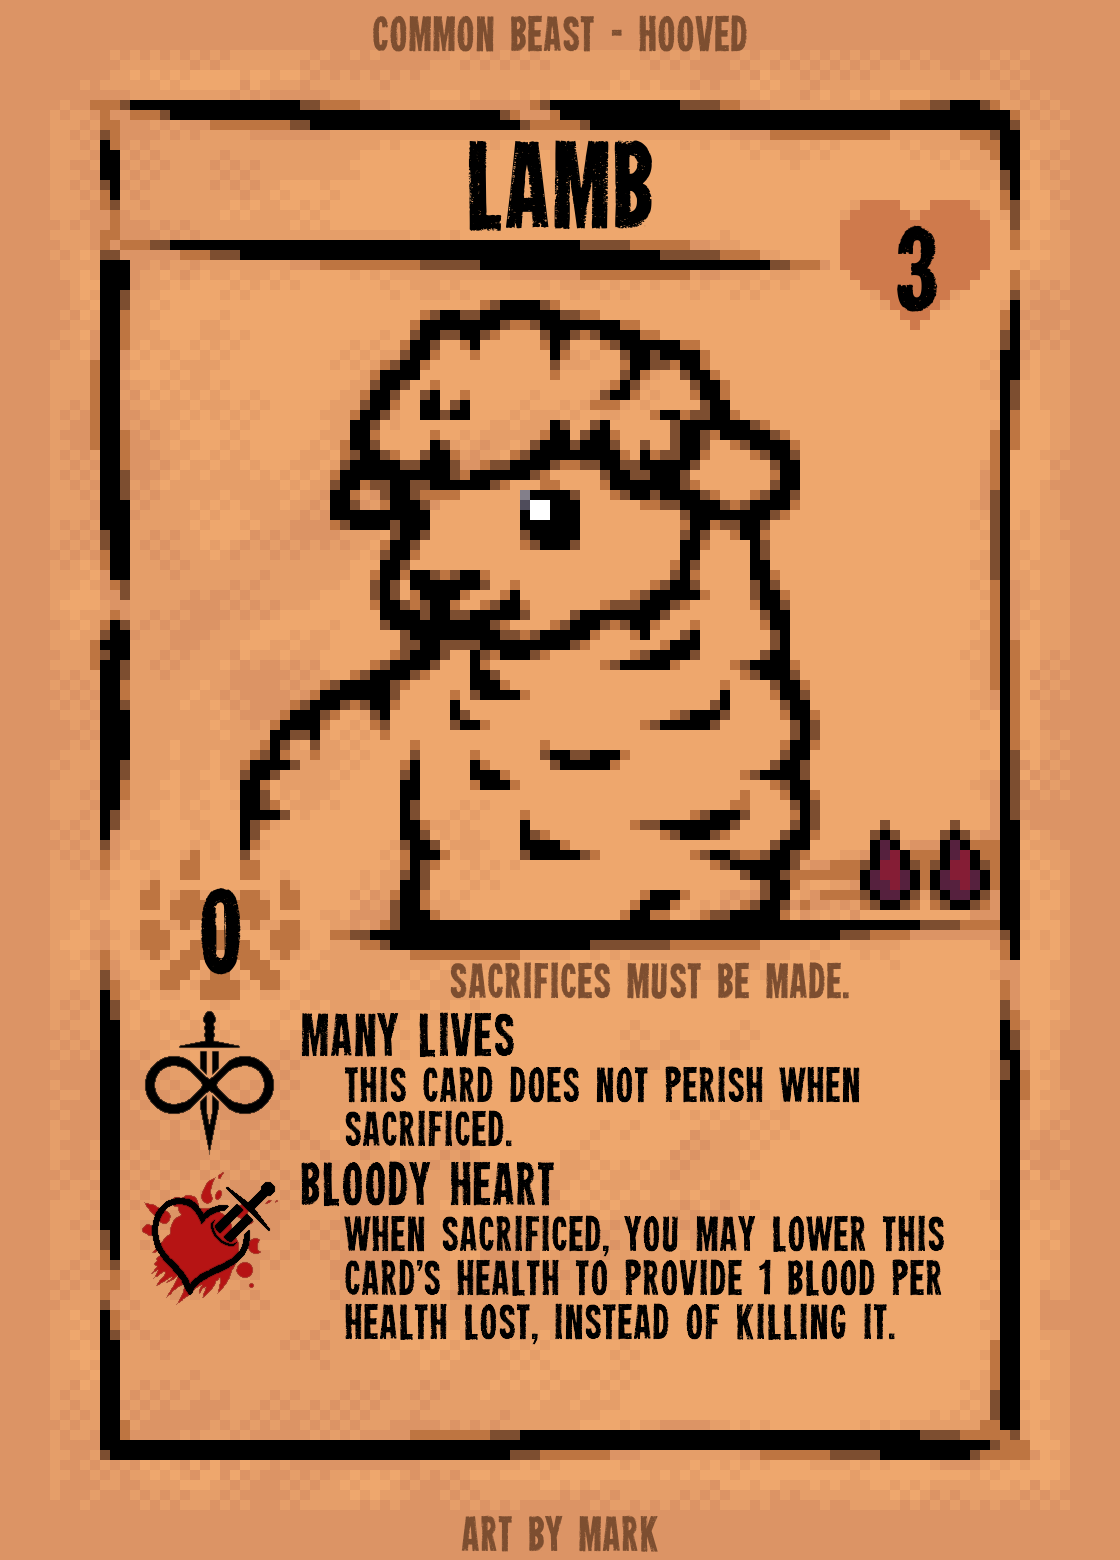 COMMON BEAST - HOOVED
LAMB
3
0
SACRIFICES MUST BE MADE.
MANY LIVES
THIS CARD DOES NOT PERISH WHEN
SACRIFICED.
BLOODY HEART
WHEN SACRIFICED, YOU MAY LOWER THIS
CARD'S HEALTH TO PROVIDE 1 BLOOD PER
HEALTH LOST, INSTEAD OF KILLING IT.
ART BY MARK